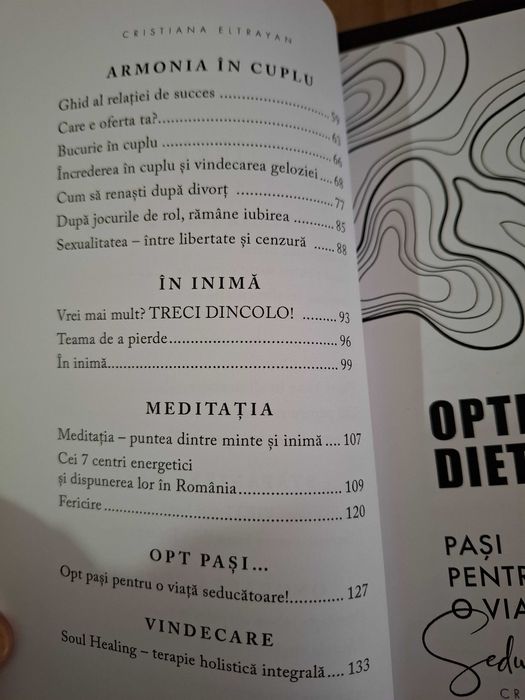 CRISTIANA ELTRAYAN
ARMONIA ÎN CUPLU
Ghid al relației de succes ........ 59
Care e oferta ta? ........ 63
Bucurie în cuplu ........ 66
Încrederea în cuplu și vindecarea geloziei .... 68
Cum să renaști după divorț ........ 77
După jocurile de rol, rămâne iubirea ........ 85
Sexualitatea – între libertate și cenzură ..... 88
ÎN INIMĂ
Vrei mai mult? TRECI DINCOLO! ......... 93
Teama de a pierde ........ 96
În inimă ........ 99
MEDITAȚIA
Meditația – puntea dintre minte și inimă .... 107
Cei 7 centri energetici
și dispunerea lor în România ........ 109
Fericire ........ 120
OPT PAȘI...
Opt pași pentru o viață seducătoare! ........ 127
VINDECARE
Soul Healing – terapie holistică integrală ..... 133
OPT
DIET
PAȘI
PENTR
O VIA
Sedu
CR